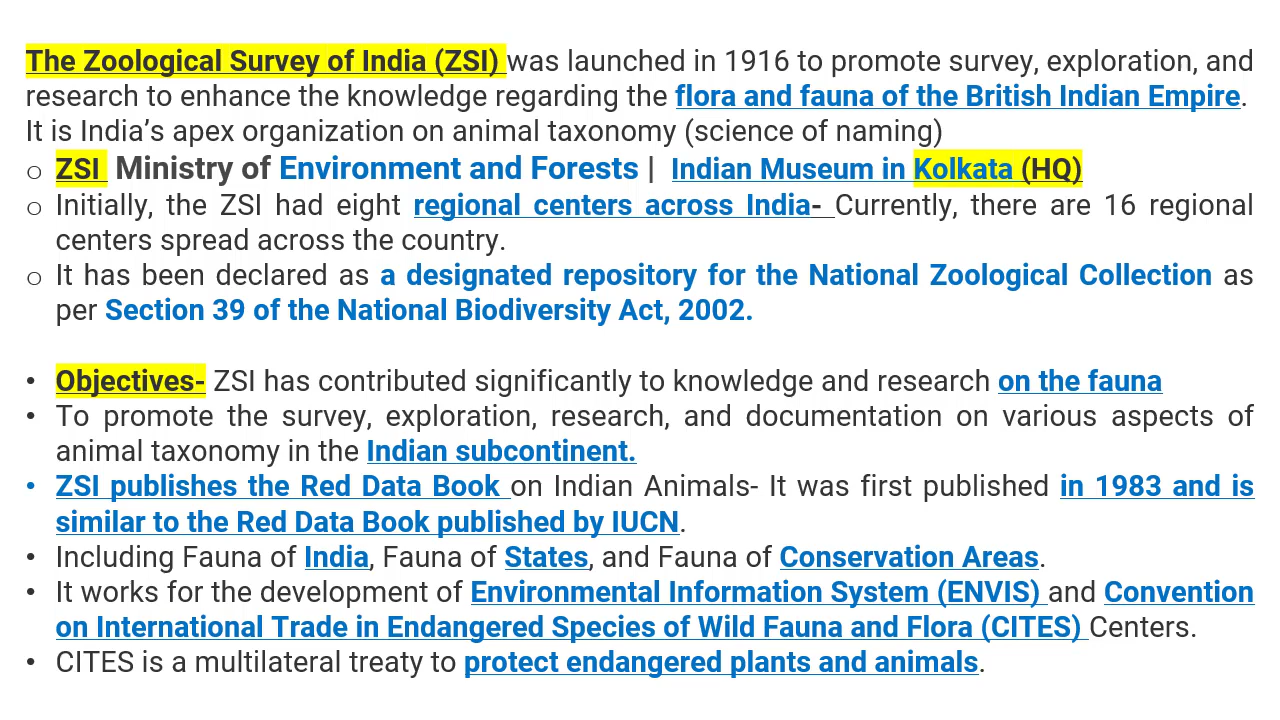 The Zoological Survey of India (ZSI) was launched in 1916 to promote survey, exploration, and
research to enhance the knowledge regarding the flora and fauna of the British Indian Empire.
It is India’s apex organization on animal taxonomy (science of naming)
o ZSI Ministry of Environment and Forests | Indian Museum in Kolkata (HQ)
o Initially, the ZSI had eight regional centers across India- Currently, there are 16 regional
centers spread across the country.
o It has been declared as a designated repository for the National Zoological Collection as
per Section 39 of the National Biodiversity Act, 2002.
• Objectives- ZSI has contributed significantly to knowledge and research on the fauna
• To promote the survey, exploration, research, and documentation on various aspects of
animal taxonomy in the Indian subcontinent.
• ZSI publishes the Red Data Book on Indian Animals- It was first published in 1983 and is
similar to the Red Data Book published by IUCN.
• Including Fauna of India, Fauna of States, and Fauna of Conservation Areas.
• It works for the development of Environmental Information System (ENVIS) and Convention
on International Trade in Endangered Species of Wild Fauna and Flora (CITES) Centers.
• CITES is a multilateral treaty to protect endangered plants and animals.